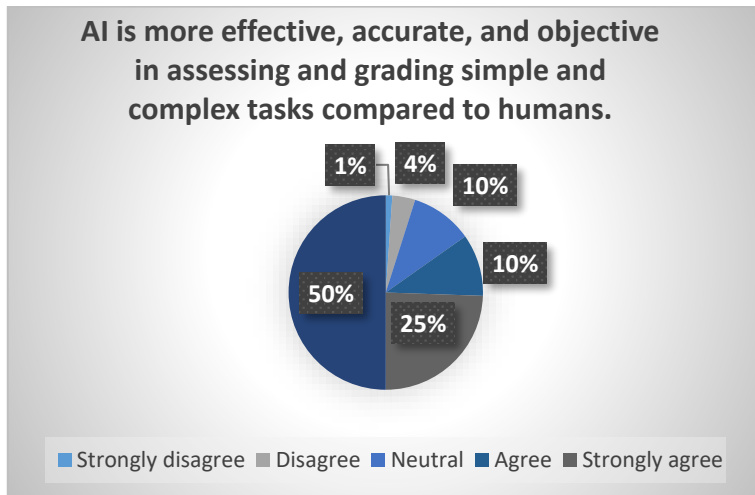 AI is more effective, accurate, and objective
in assessing and grading simple and
complex tasks compared to humans.
1%
4%
10%
10%
50%
25%
Strongly disagree Disagree Neutral Agree Strongly agree